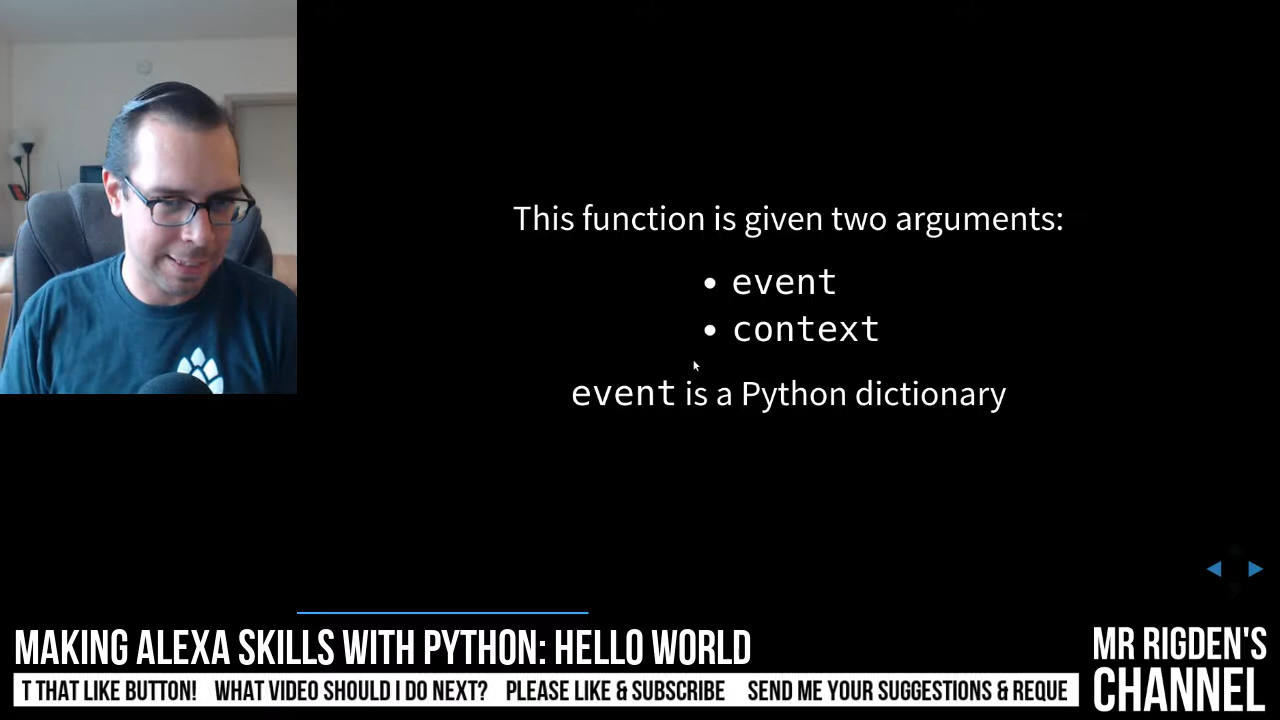 This function is given two arguments:
• event
• context
event is a Python dictionary
MAKING ALEXA SKILLS WITH PYTHON: HELLO WORLD
T THAT LIKE BUTTON! WHAT VIDEO SHOULD I DO NEXT? PLEASE LIKE & SUBSCRIBE SEND ME YOUR SUGGESTIONS & REQUE
MR RIGDEN'S
CHANNEL